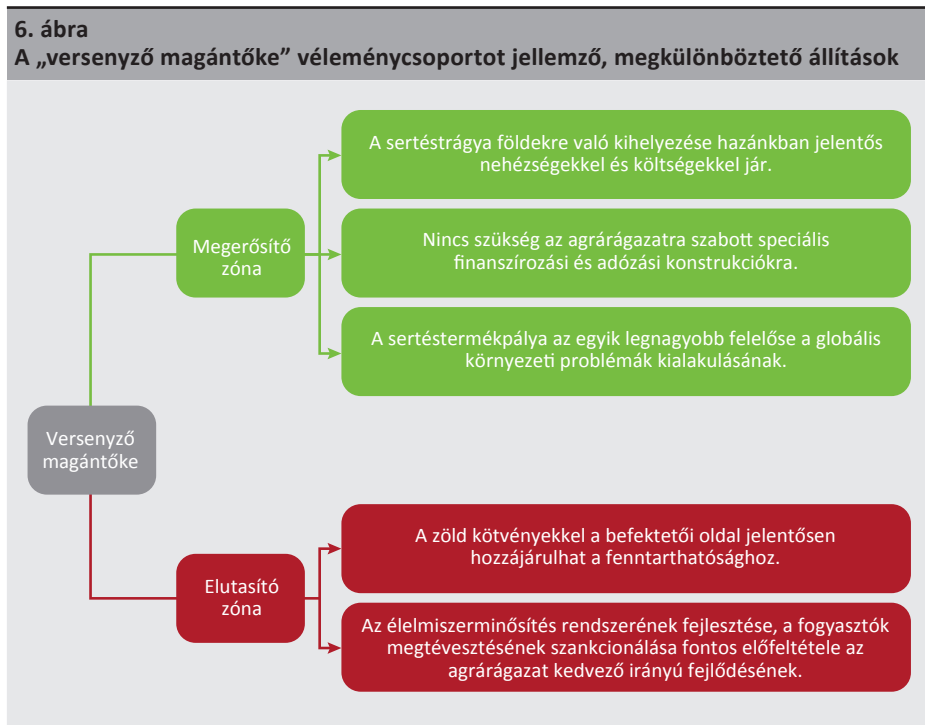 6. ábra
A „versenyző magántőke” véleménycsoportot jellemző, megkülönböztető állítások
A sertéstrágya földekre való kihelyezése hazánkban jelentős
nehézségekkel és költségekkel jár.
Megerősítő
zóna
Nincs szükség az agrárágazatra szabott speciális
finanszírozási és adózási konstrukciókra.
A sertéstermékpálya az egyik legnagyobb felelőse a globális
környezeti problémák kialakulásának.
Versenyző
magántőke
A zöld kötvényekkel a befektetői oldal jelentősen
hozzájárulhat a fenntarthatósághoz.
Elutasító
zóna
Az élelmiszerminősítés rendszerének fejlesztése, a fogyasztók
megtévesztésének szankcionálása fontos előfeltétele az
agrárágazat kedvező irányú fejlődésének.